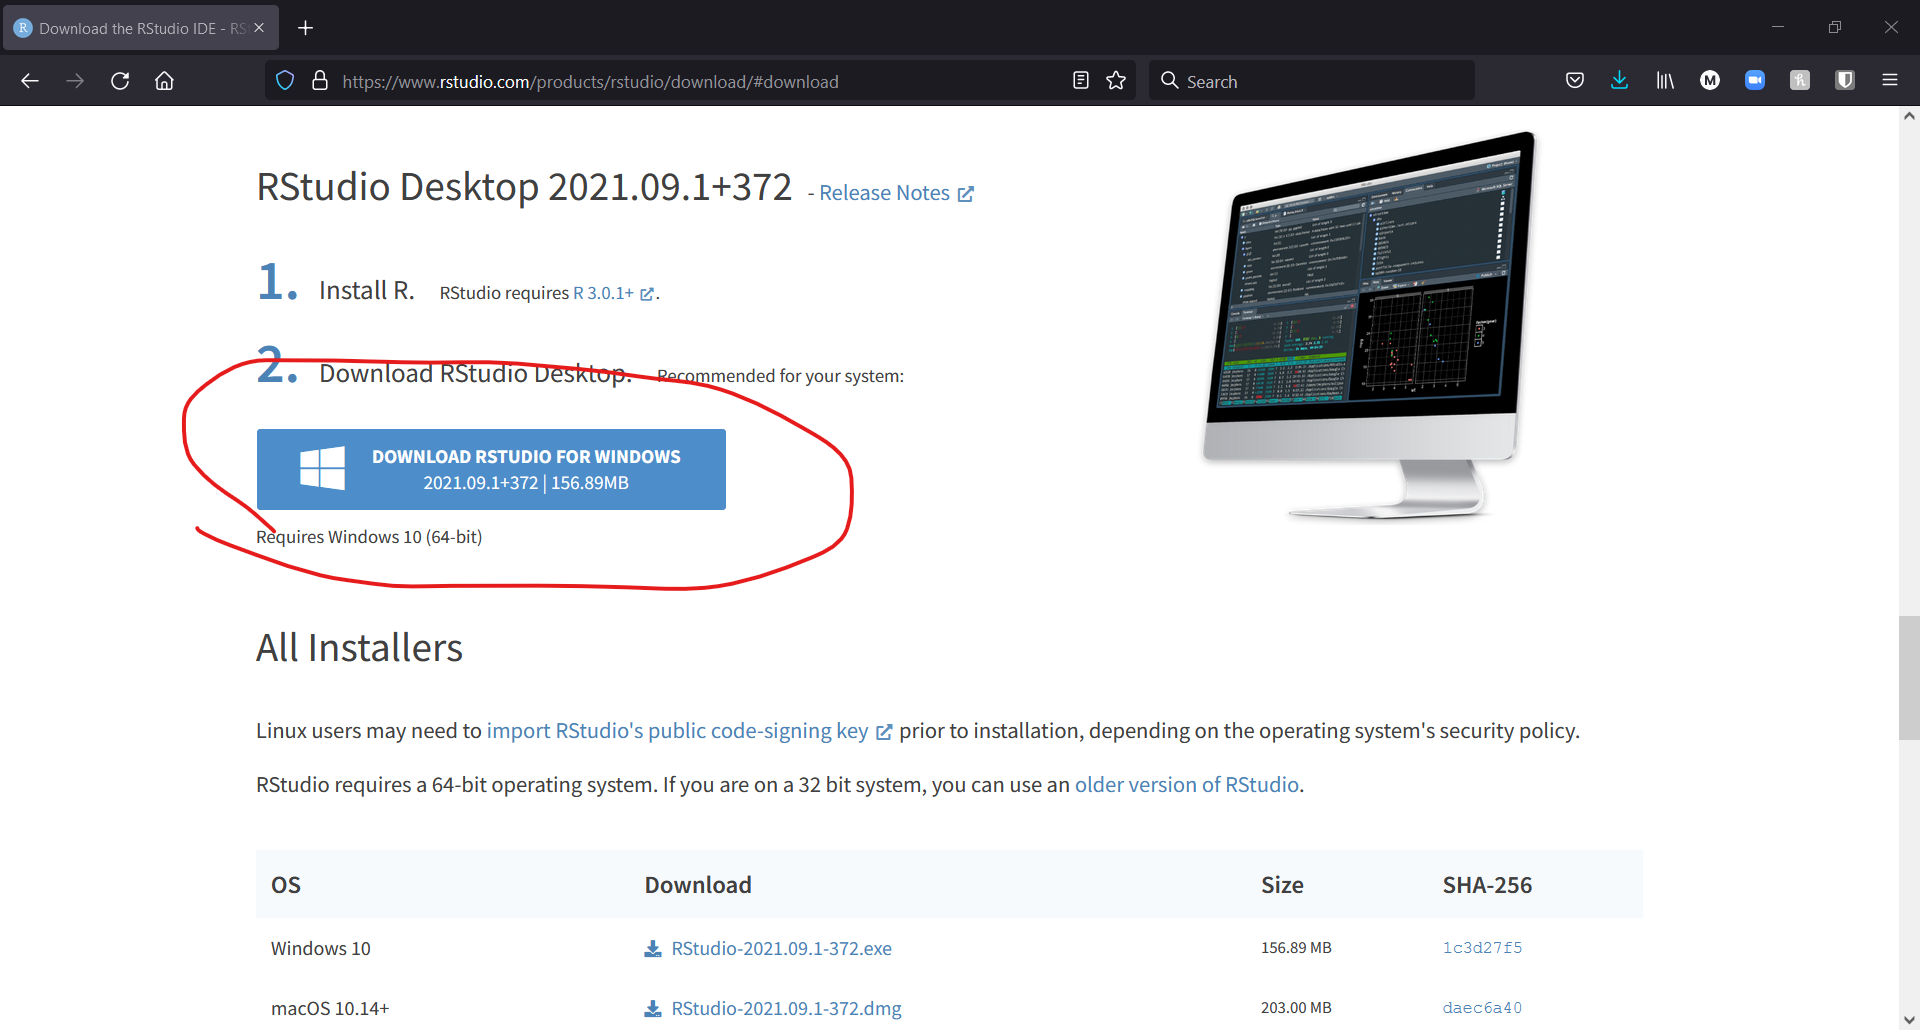 Download the RStudio IDE - RS
https://www.rstudio.com/products/rstudio/download/#download
Search
RStudio Desktop 2021.09.1+372 - Release Notes
1. Install R. RStudio requires R 3.0.1+.
2. Download RStudio Desktop. Recommended for your system:
DOWNLOAD RSTUDIO FOR WINDOWS
2021.09.1+372 | 156.89MB
Requires Windows 10 (64-bit)
All Installers
Linux users may need to import RStudio's public code-signing key prior to installation, depending on the operating system's security policy.
RStudio requires a 64-bit operating system. If you are on a 32 bit system, you can use an older version of RStudio.
OS Download Size SHA-256
Windows 10 RStudio-2021.09.1-372.exe 156.89 MB 1c3d27f5
macOS 10.14+ RStudio-2021.09.1-372.dmg 203.00 MB daec6a40